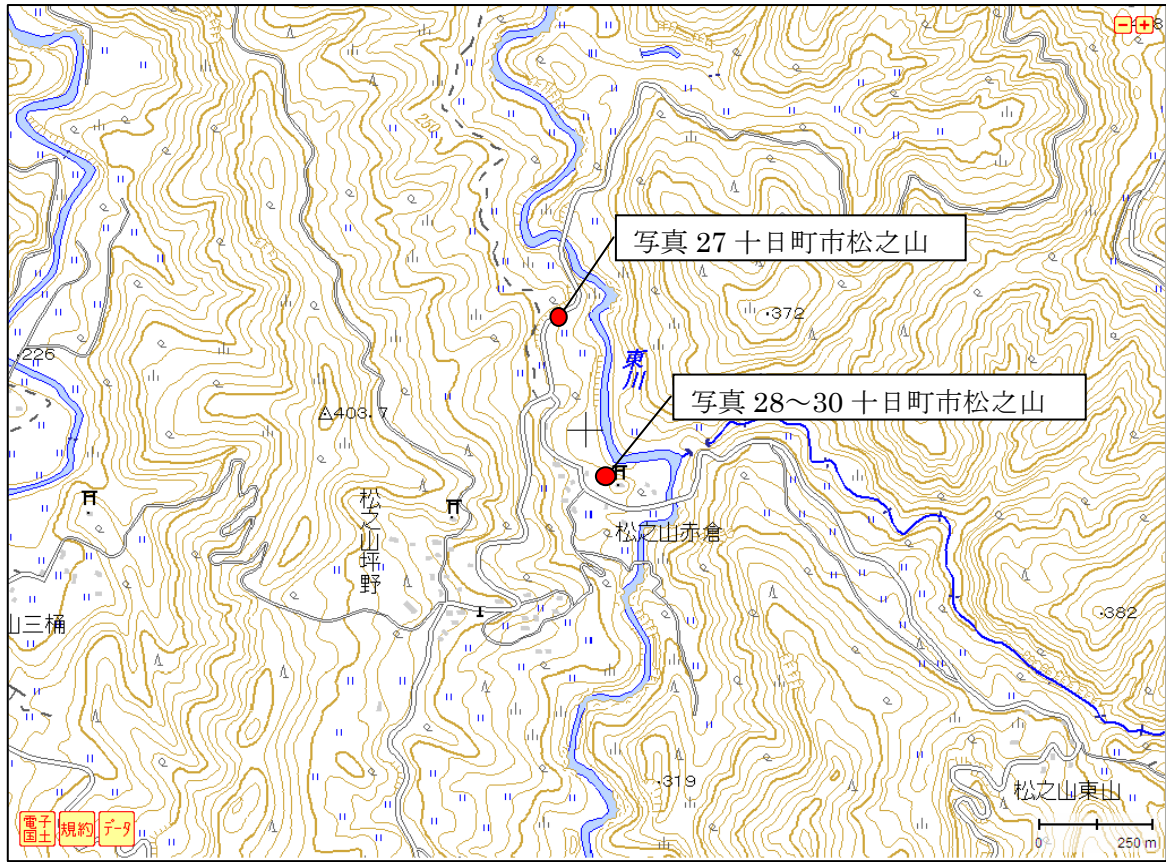 写真 27 十日町市松之山
・372
東川
・226
写真 28～30 十日町市松之山
403.7
松之山坪野
松之山赤倉
・382
山三桶
・319
松之山東山
電子国土
規約
データ
0
250 m